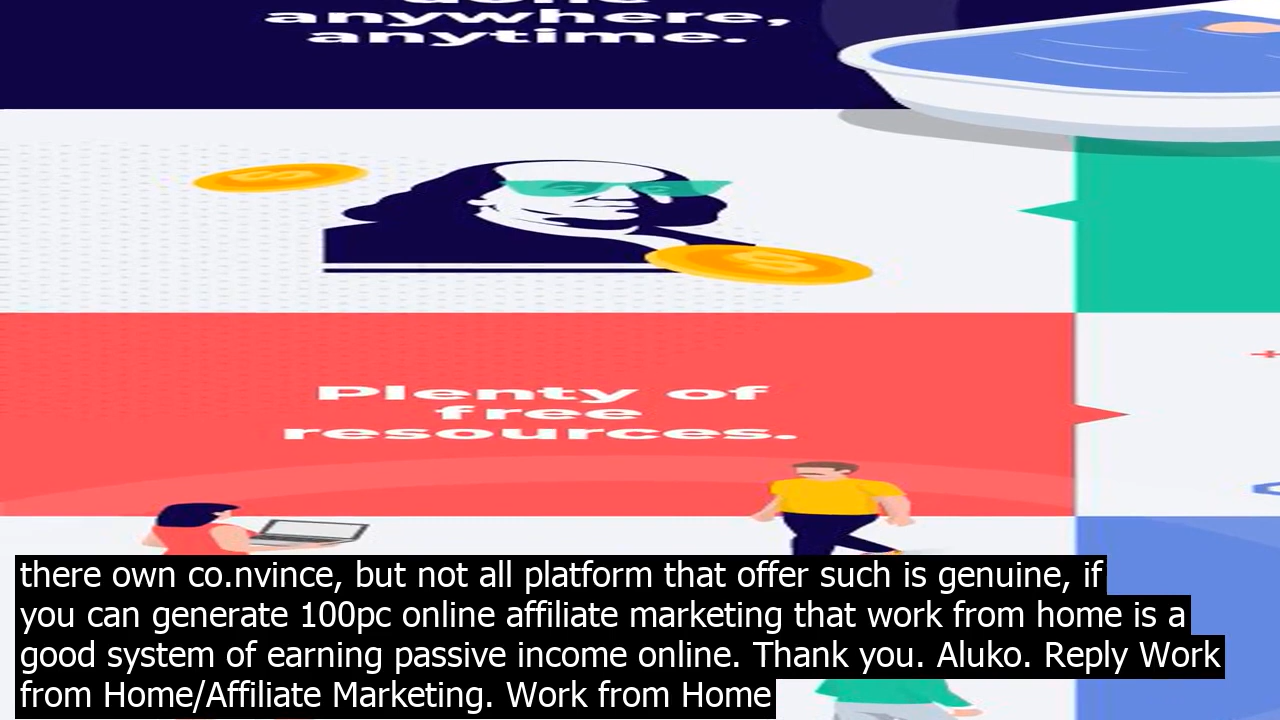 done
anywhere,
anytime.
Plenty of
free
resources.
there own co.nvince, but not all platform that offer such is genuine, if
you can generate 100pc online affiliate marketing that work from home is a
good system of earning passive income online. Thank you. Aluko. Reply Work
from Home/Affiliate Marketing. Work from Home